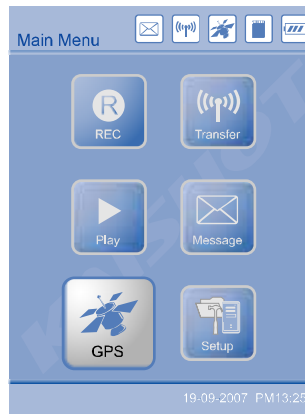 Main Menu
R
REC
Transfer
Play
Message
GPS
Setup
19-09-2007 PM13:25